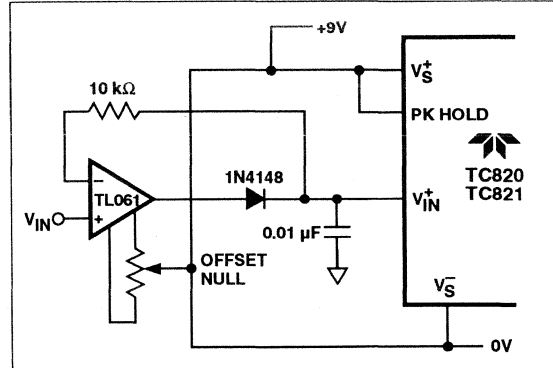 +9V
V_S^+
10 kΩ
PK HOLD
TC820
TC821
1N4148
−
TL061
V_IN
+
V_IN^+
0.01 µF
OFFSET
NULL
V_S^−
0V